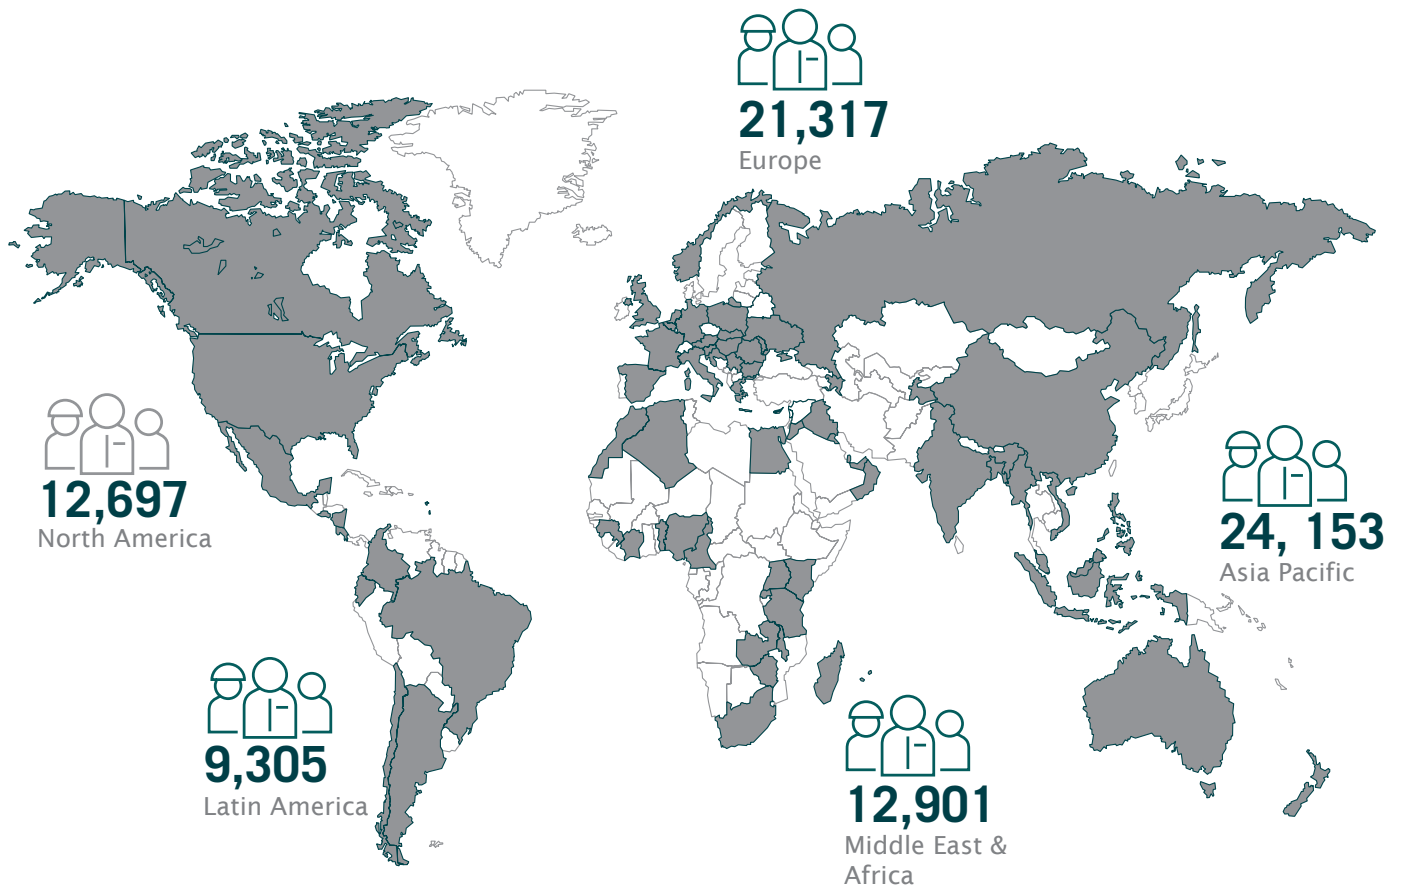 21,317
Europe
12,697
North America
24, 153
Asia Pacific
9,305
Latin America
12,901
Middle East &
Africa